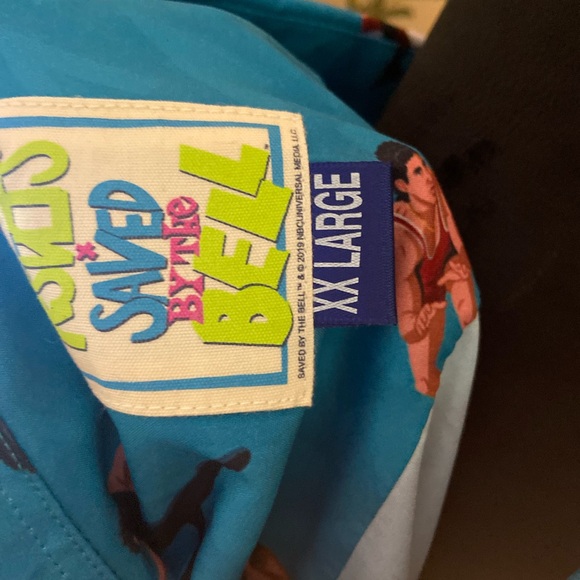 SAVED
BY THE
BELL
SAVED BY THE BELL™ & © 2019 NBCUNIVERSAL MEDIA LLC.
XX LARGE